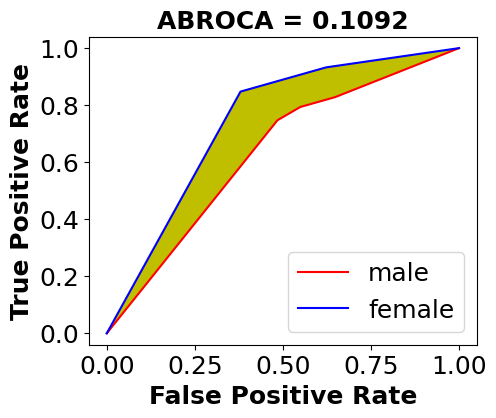 ABROCA = 0.1092
True Positive Rate
1.0
0.8
0.6
0.4
0.2
0.0
male
female
0.00 0.25 0.50 0.75 1.00
False Positive Rate